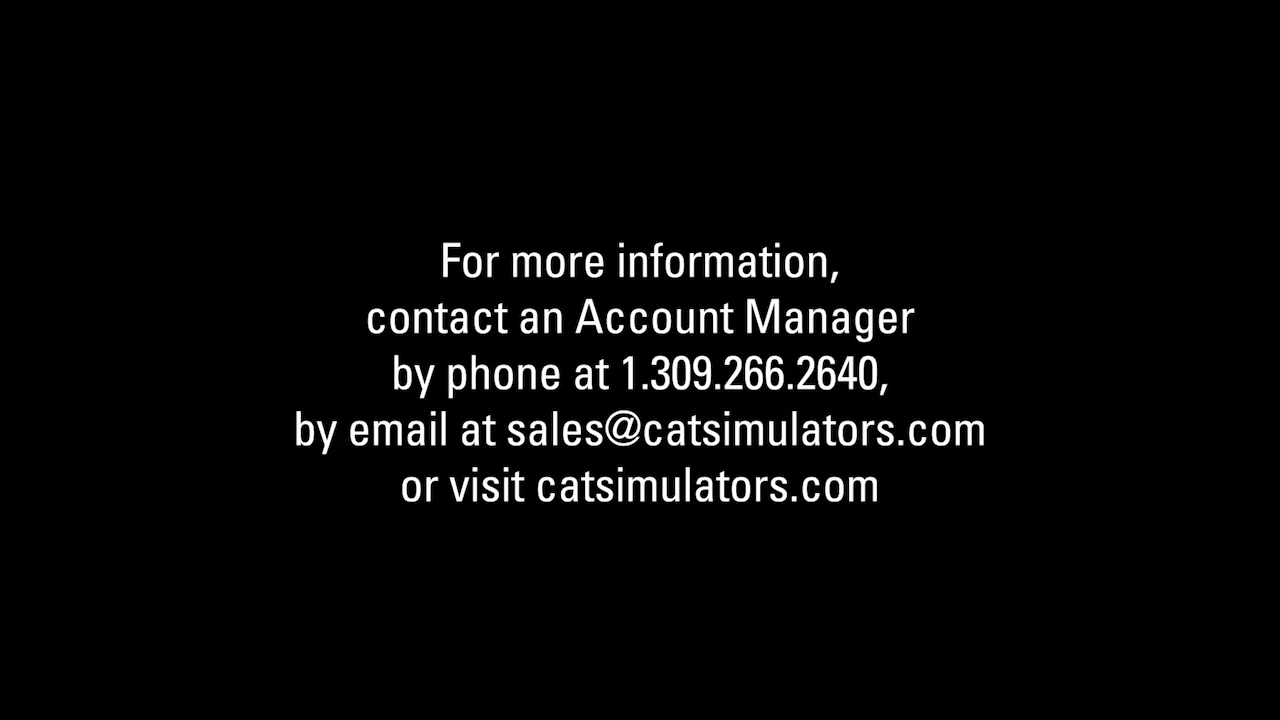 For more information,
contact an Account Manager
by phone at 1.309.266.2640,
by email at sales@catsimulators.com
or visit catsimulators.com